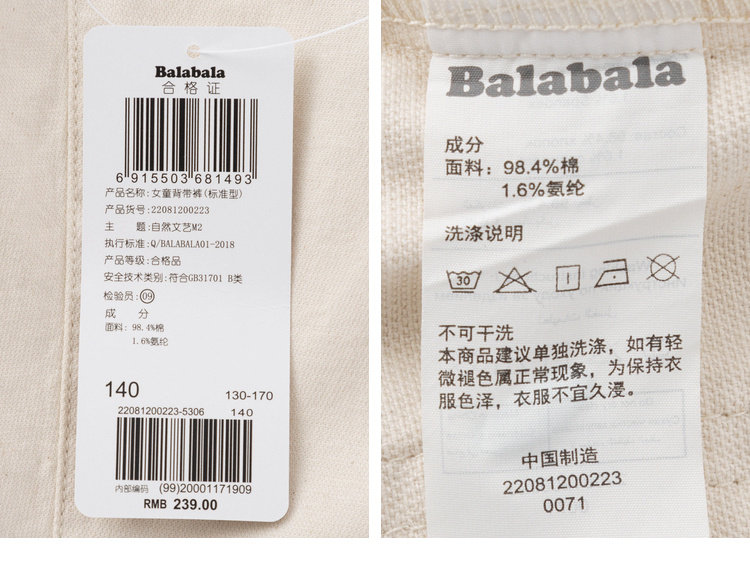 Balabala
合格证
6 915503 681493
产品名称: 女童背带裤(标准型)
产品货号: 22081200223
主 题: 自然文艺M2
执行标准: Q/BALABALA01-2018
产品等级: 合格品
安全技术类别: 符合GB31701 B类
检验员: 09
成 分
面料: 98.4%棉
1.6%氨纶
140 130-170
22081200223-5306 140
内部编码 (99)20001171909
RMB 239.00
Balabala
成分
面料: 98.4%棉
1.6%氨纶
洗涤说明
30
不可干洗
本商品建议单独洗涤，如有轻
微褪色属正常现象，为保持衣
服色泽，衣服不宜久浸。
中国制造
22081200223
0071